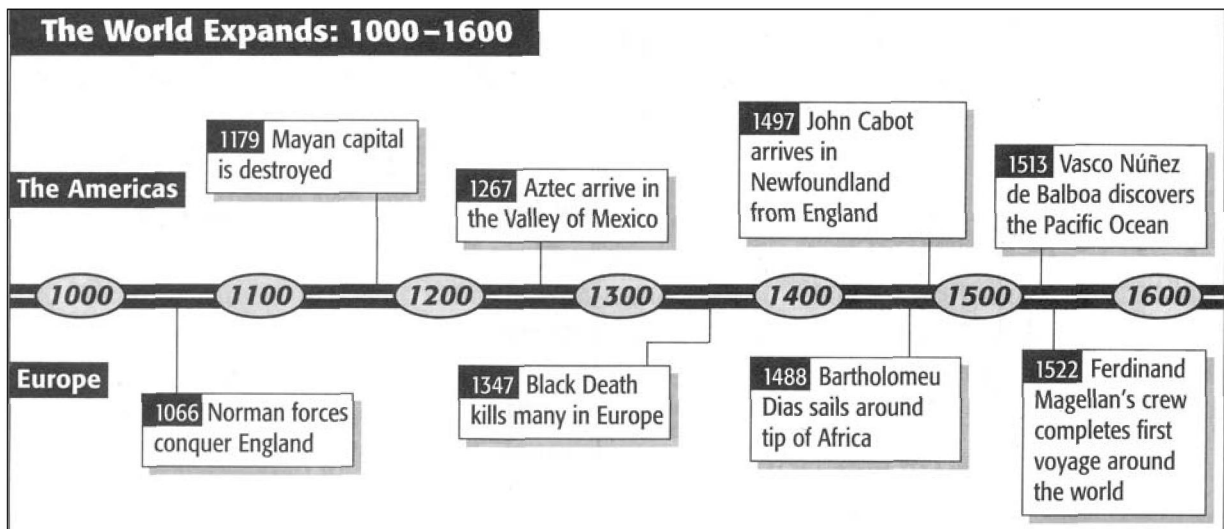 The World Expands: 1000–1600
1179 Mayan capital
is destroyed
1497 John Cabot
arrives in
Newfoundland
from England
1513 Vasco Núñez
de Balboa discovers
the Pacific Ocean
The Americas
1267 Aztec arrive in
the Valley of Mexico
1000 1100 1200 1300 1400 1500 1600
Europe
1066 Norman forces
conquer England
1347 Black Death
kills many in Europe
1488 Bartholomeu
Dias sails around
tip of Africa
1522 Ferdinand
Magellan's crew
completes first
voyage around
the world